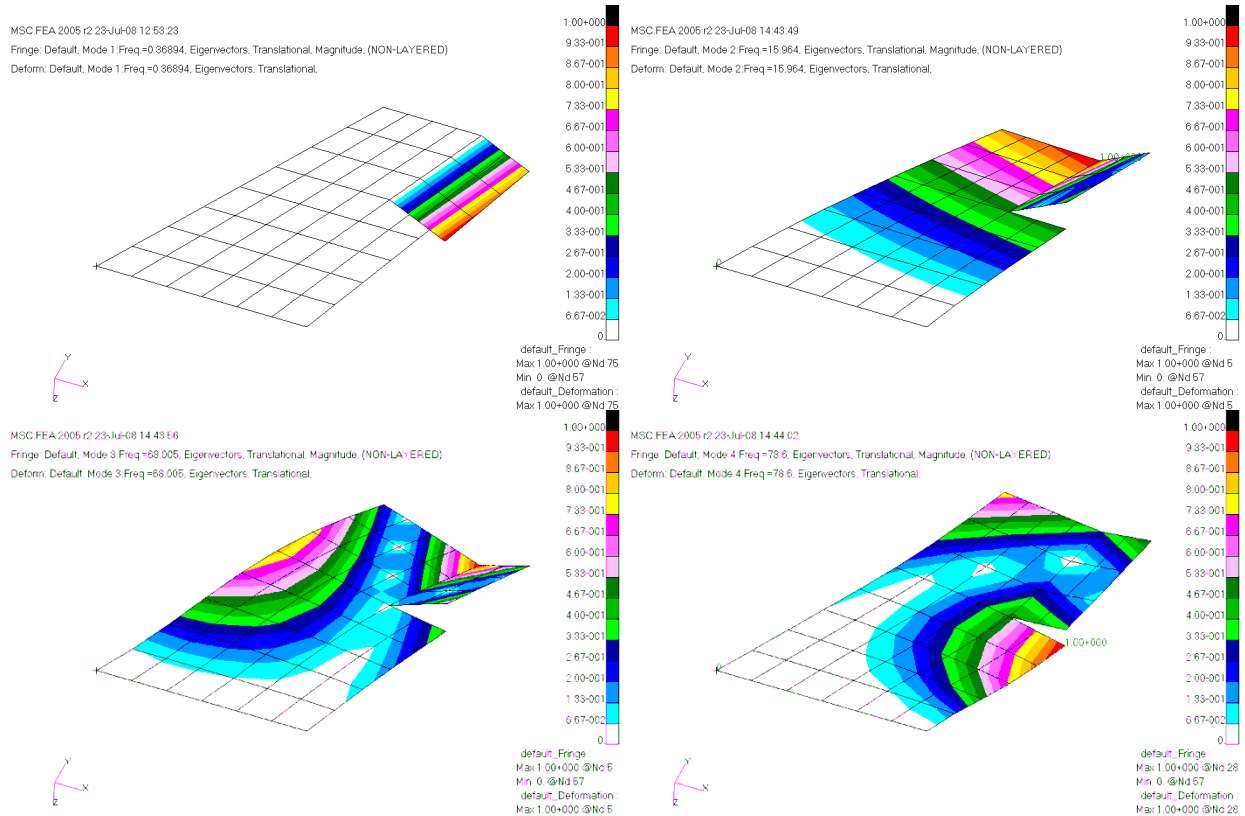 MSC.FEA 2005 r2 23-Jul-08 12:53:23
Fringe: Default, Mode 1:Freq.=0.36894, Eigenvectors, Translational, Magnitude, (NON-LAYERED)
Deform: Default, Mode 1:Freq.=0.36894, Eigenvectors, Translational,
1.00+000
9.33-001
8.67-001
8.00-001
7.33-001
6.67-001
6.00-001
5.33-001
4.67-001
4.00-001
3.33-001
2.67-001
2.00-001
1.33-001
6.67-002
0.
Y
X
Z
default_Fringe :
Max 1.00+000 @Nd 75
Min 0. @Nd 57
default_Deformation :
Max 1.00+000 @Nd 75
MSC.FEA 2005 r2 23-Jul-08 14:43:49
Fringe: Default, Mode 2:Freq.=15.964, Eigenvectors, Translational, Magnitude, (NON-LAYERED)
Deform: Default, Mode 2:Freq.=15.964, Eigenvectors, Translational,
1.00+000
9.33-001
8.67-001
8.00-001
7.33-001
6.67-001
6.00-001
5.33-001
4.67-001
4.00-001
3.33-001
2.67-001
2.00-001
1.33-001
6.67-002
0.
1.00+000
0
Y
X
Z
default_Fringe :
Max 1.00+000 @Nd 5
Min 0. @Nd 57
default_Deformation :
Max 1.00+000 @Nd 5
MSC.FEA 2005 r2 23-Jul-08 14:43:56
Fringe: Default, Mode 3:Freq.=68.005, Eigenvectors, Translational, Magnitude, (NON-LAYERED)
Deform: Default, Mode 3:Freq.=68.005, Eigenvectors, Translational,
1.00+000
9.33-001
8.67-001
8.00-001
7.33-001
6.67-001
6.00-001
5.33-001
4.67-001
4.00-001
3.33-001
2.67-001
2.00-001
1.33-001
6.67-002
0.
Y
X
Z
default_Fringe
Max 1.00+000 @Nd 5
Min 0. @Nd 57
default_Deformation :
Max 1.00+000 @Nd 5
MSC.FEA 2005 r2 23-Jul-08 14:44:02
Fringe: Default, Mode 4:Freq.=78.6, Eigenvectors, Translational, Magnitude, (NON-LAYERED)
Deform: Default, Mode 4:Freq.=78.6, Eigenvectors, Translational,
1.00+000
9.33-001
8.67-001
8.00-001
7.33-001
6.67-001
6.00-001
5.33-001
4.67-001
4.00-001
3.33-001
2.67-001
2.00-001
1.33-001
6.67-002
0.
1.00+000
0
Y
X
Z
default_Fringe :
Max 1.00+000 @Nd 28
Min 0. @Nd 57
default_Deformation :
Max 1.00+000 @Nd 28